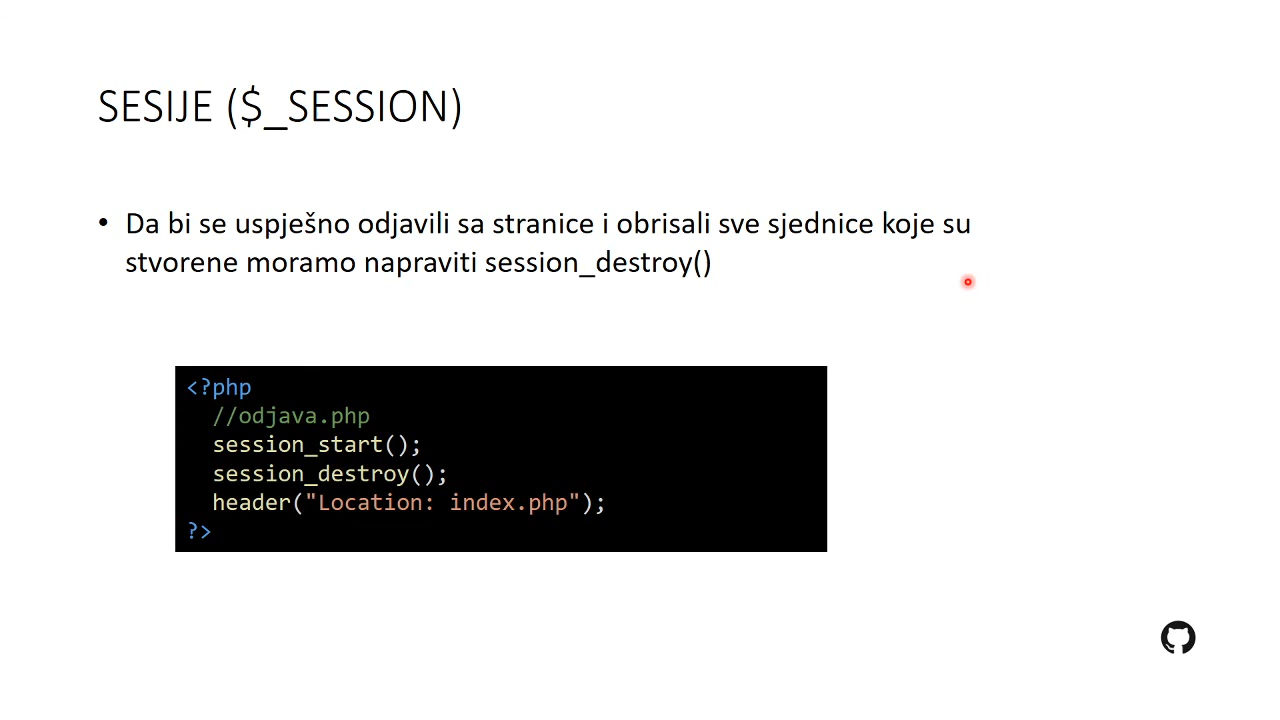 SESIJE ($_SESSION)
• Da bi se uspješno odjavili sa stranice i obrisali sve sjednice koje su
stvorene moramo napraviti session_destroy()
<?php
//odjava.php
session_start();
session_destroy();
header("Location: index.php");
?>